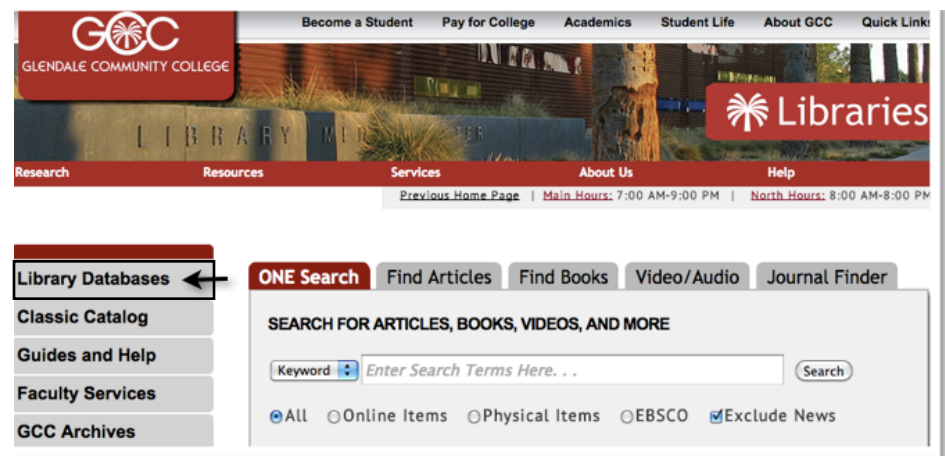 Become a Student Pay for College Academics Student Life About GCC Quick Links
GCC
GLENDALE COMMUNITY COLLEGE
LIBRARY MEDIA CENTER
Libraries
Research Resources Services About Us Help
Previous Home Page | Main Hours: 7:00 AM-9:00 PM | North Hours: 8:00 AM-8:00 PM
Library Databases
Classic Catalog
Guides and Help
Faculty Services
GCC Archives
ONE Search Find Articles Find Books Video/Audio Journal Finder
SEARCH FOR ARTICLES, BOOKS, VIDEOS, AND MORE
Keyword Enter Search Terms Here. . . Search
All Online Items Physical Items EBSCO Exclude News